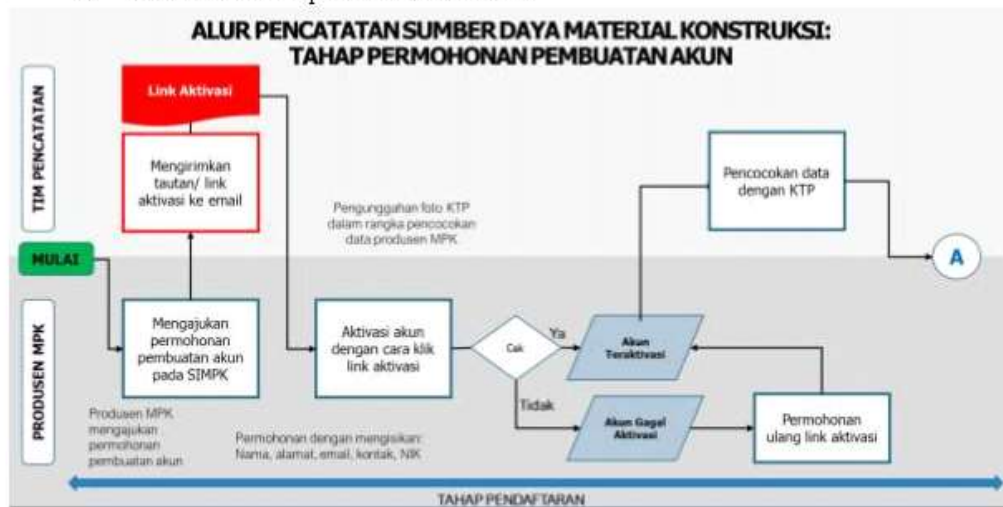 ALUR PENCATATAN SUMBER DAYA MATERIAL KONSTRUKSI:
TAHAP PERMOHONAN PEMBUATAN AKUN
TIM PENCATATAN
Link Aktivasi
Mengirimkan
tautan/ link
aktivasi ke email
Pengunggahan foto KTP
dalam rangka pencocokan
data produsen MPK
Pencocokan data
dengan KTP
A
MULAI
PRODUSEN MPK
Mengajukan
permohonan
pembuatan akun
pada SIMPK
Aktivasi akun
dengan cara klik
link aktivasi
Cek
Ya
Akun
Teraktivasi
Tidak
Akun Gagal
Aktivasi
Permohonan
ulang link aktivasi
Produsen MPK
mengajukan
permohonan
pembuatan akun
Permohonan dengan mengisikan:
Nama, alamat, email, kontak, NIK
TAHAP PENDAFTARAN